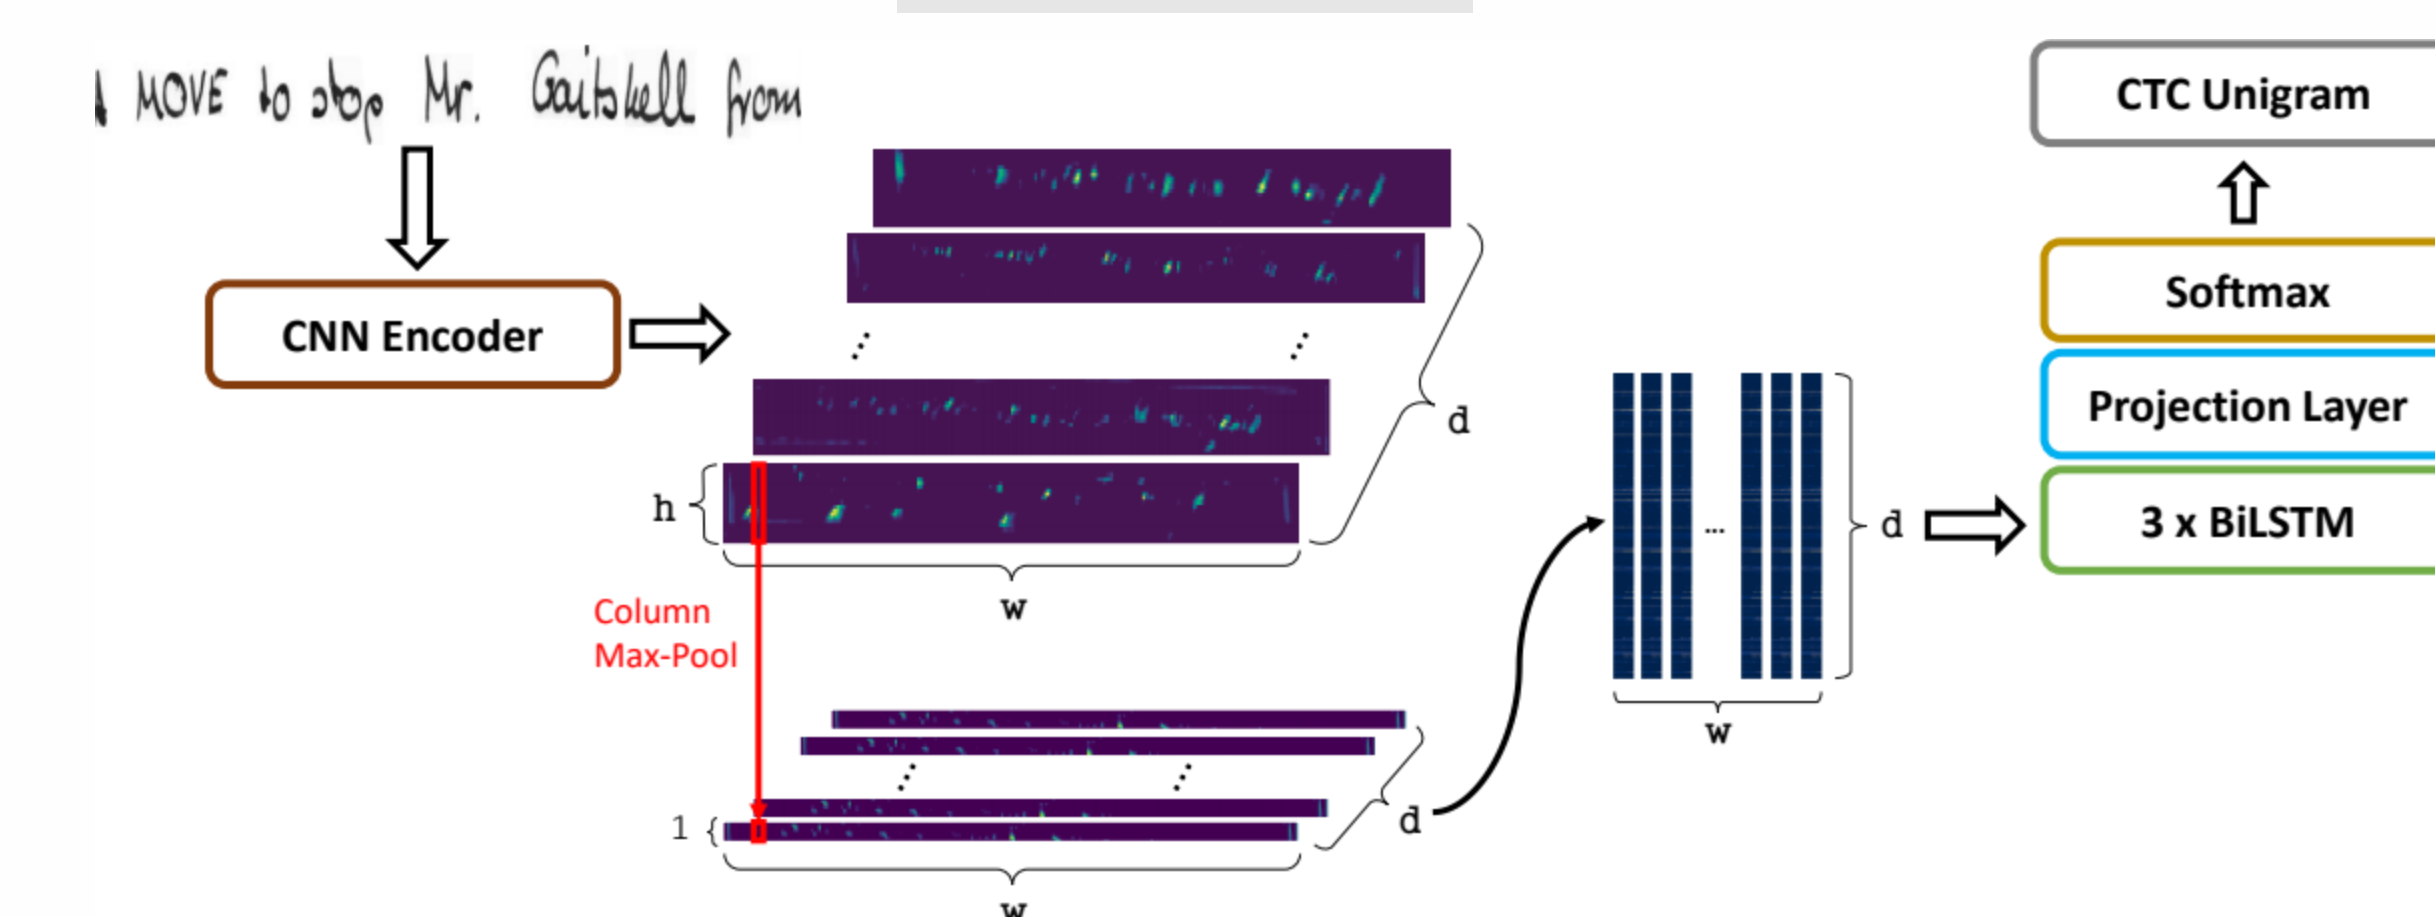 MOVE to stop Mr. Gaitskell from
CNN Encoder
h
w
d
Column
Max-Pool
1
w
d
...
d
w
CTC Unigram
Softmax
Projection Layer
3 x BiLSTM